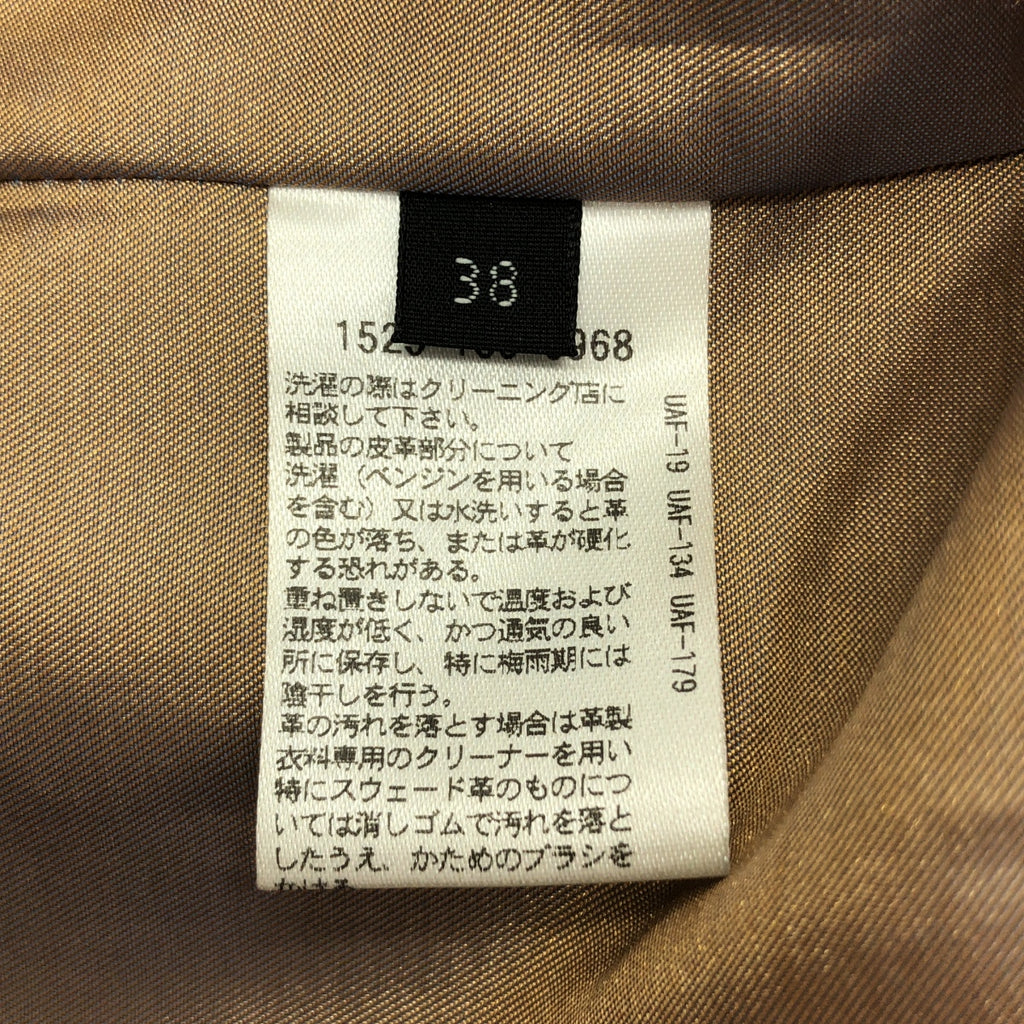 38
968
洗濯の際はクリーニング店に
相談して下さい。
製品の皮革部分について
洗濯（ベンジンを用いる場合
を含む）又は水洗いすると革
の色が落ち、または革が硬化
する恐れがある。
重ね置きしないで温度および
湿度が低く、かつ通気の良い
所に保存し、特に梅雨期には
陰干しを行う。
革の汚れを落とす場合は革製
衣料専用のクリーナーを用い
特にスウェード革のものにつ
いては消しゴムで汚れを落と
したうえ、かためのブラシを
かける
UAF-19 UAF-134 UAF-179